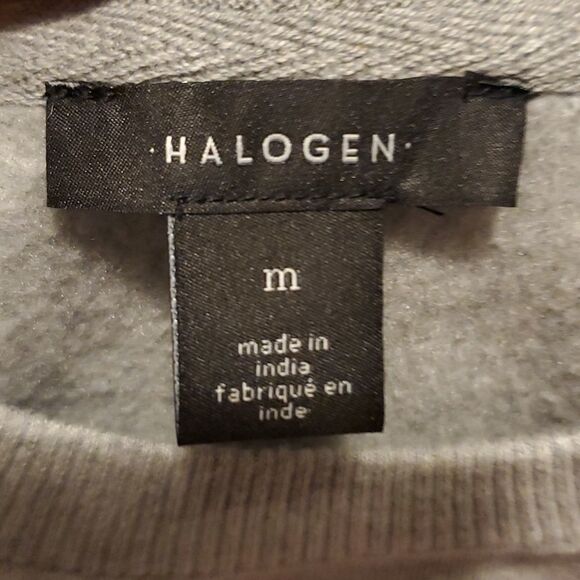 ·HALOGEN·
m
made in
india
fabriqué en
inde